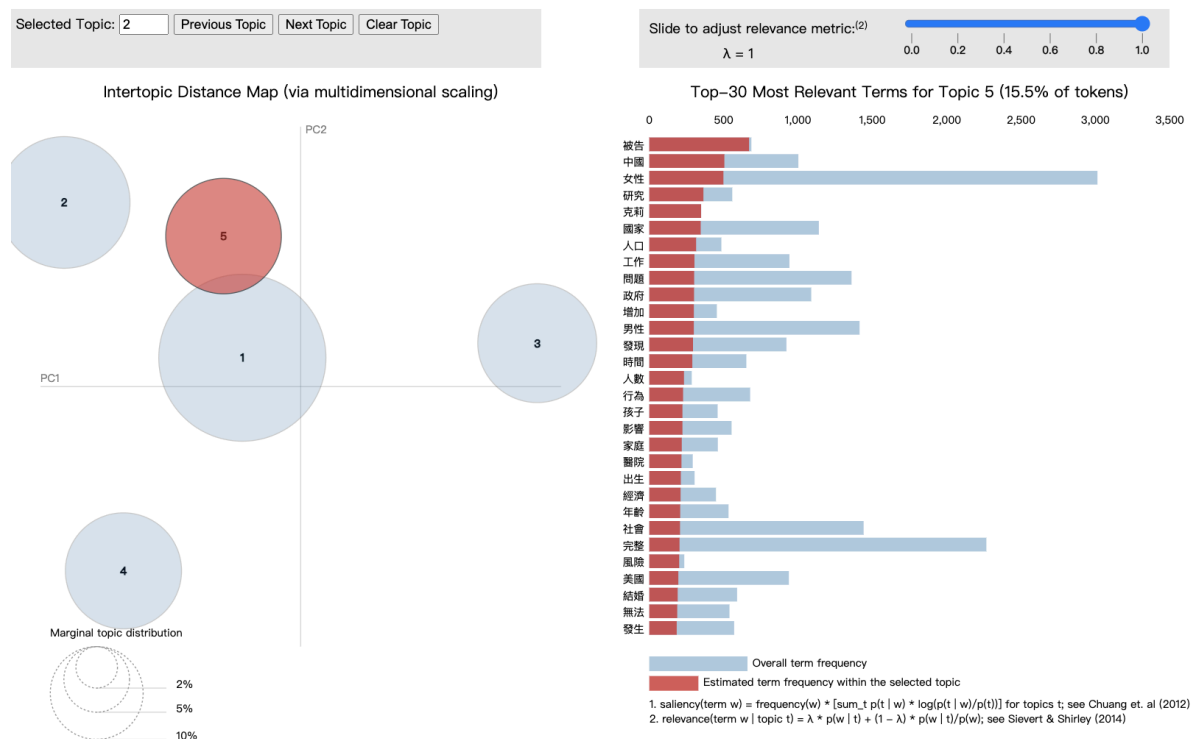 Selected Topic: 2 Previous Topic Next Topic Clear Topic
Slide to adjust relevance metric:(2)
λ = 1
0.0 0.2 0.4 0.6 0.8 1.0
Intertopic Distance Map (via multidimensional scaling)
PC2
PC1
2
5
1
3
4
Marginal topic distribution
2%
5%
10%
Top-30 Most Relevant Terms for Topic 5 (15.5% of tokens)
0 500 1,000 1,500 2,000 2,500 3,000 3,500
被告
中國
女性
研究
克莉
國家
人口
工作
問題
政府
增加
男性
發現
時間
人數
行為
孩子
影響
家庭
醫院
出生
經濟
年齡
社會
完整
風險
美國
結婚
無法
發生
Overall term frequency
Estimated term frequency within the selected topic
1. saliency(term w) = frequency(w) * [sum_t p(t | w) * log(p(t | w)/p(t))] for topics t; see Chuang et. al (2012)
2. relevance(term w | topic t) = λ * p(w | t) + (1 − λ) * p(w | t)/p(w); see Sievert & Shirley (2014)